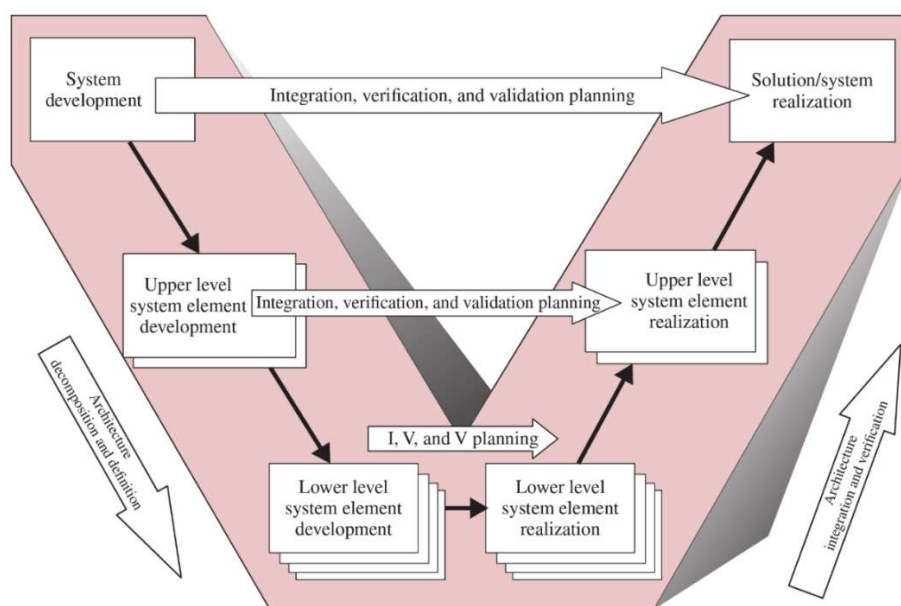 System
development
Integration, verification, and validation planning
Solution/system
realization
Upper level
system element
development
Integration, verification, and validation planning
Upper level
system element
realization
Architecture
decomposition and definition
I, V, and V planning
Lower level
system element
development
Lower level
system element
realization
Architecture
integration and verification